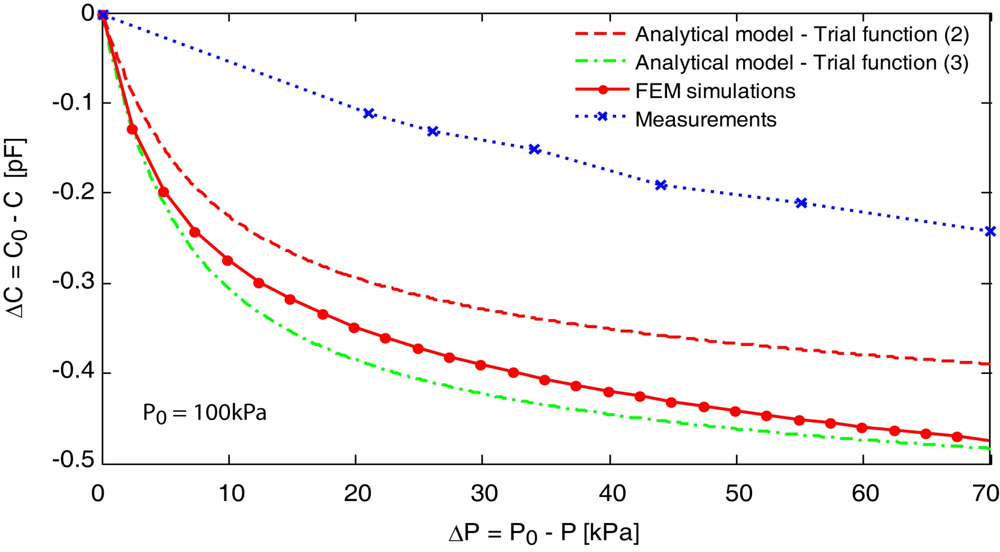 0
-0.1
-0.2
-0.3
-0.4
-0.5
ΔC = C0 - C [pF]
Analytical model - Trial function (2)
Analytical model - Trial function (3)
FEM simulations
Measurements
P0 = 100kPa
0 10 20 30 40 50 60 70
ΔP = P0 - P [kPa]